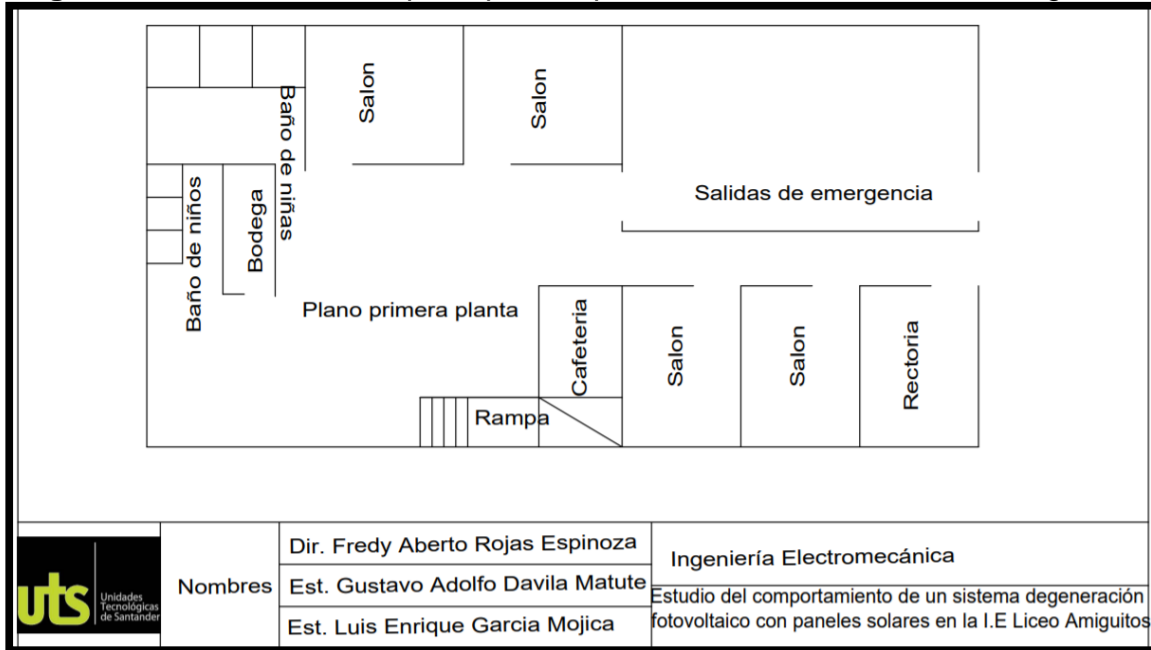 Salon
Salon
Baño de niñas
Salidas de emergencia
Baño de niños
Bodega
Plano primera planta
Cafeteria
Salon
Salon
Rectoria
Rampa
uts
Unidades
Tecnológicas
de Santander
Nombres
Dir. Fredy Aberto Rojas Espinoza
Est. Gustavo Adolfo Davila Matute
Est. Luis Enrique Garcia Mojica
Ingeniería Electromecánica
Estudio del comportamiento de un sistema degeneración
fotovoltaico con paneles solares en la I.E Liceo Amiguitos